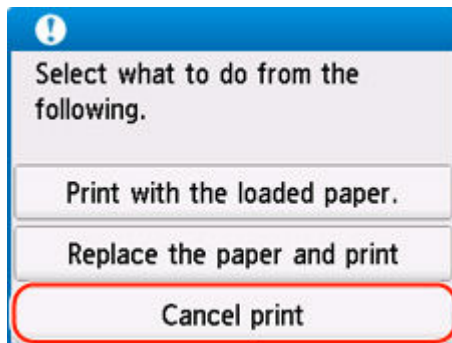 Select what to do from the
following.
Print with the loaded paper.
Replace the paper and print
Cancel print